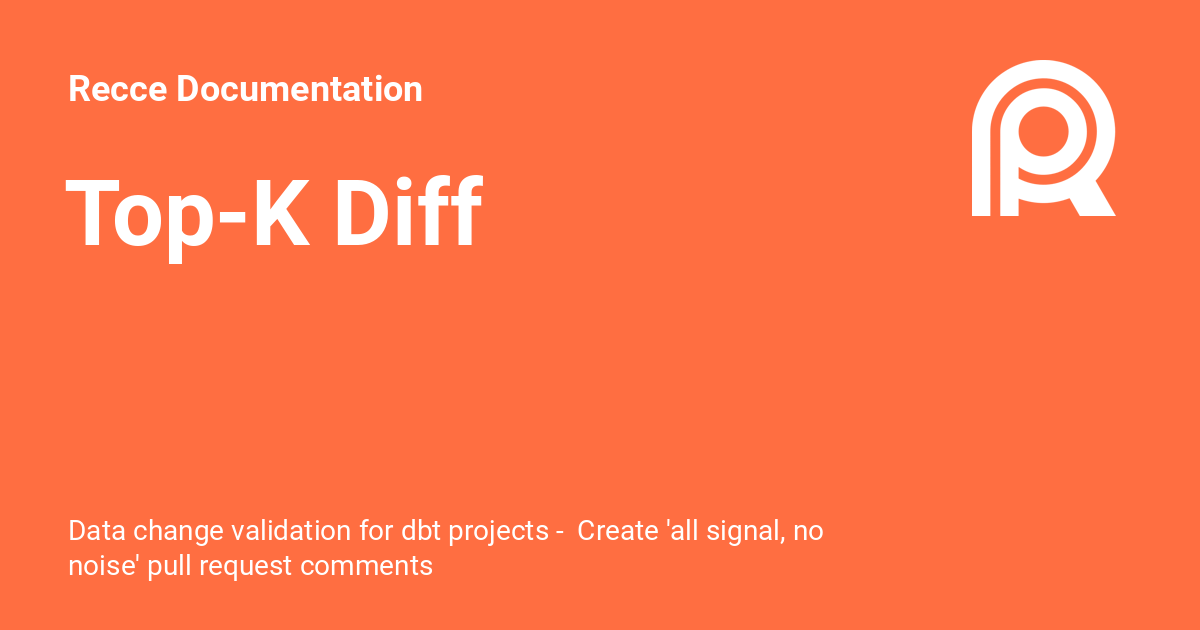 Recce Documentation
Top-K Diff
Data change validation for dbt projects -  Create 'all signal, no
noise' pull request comments